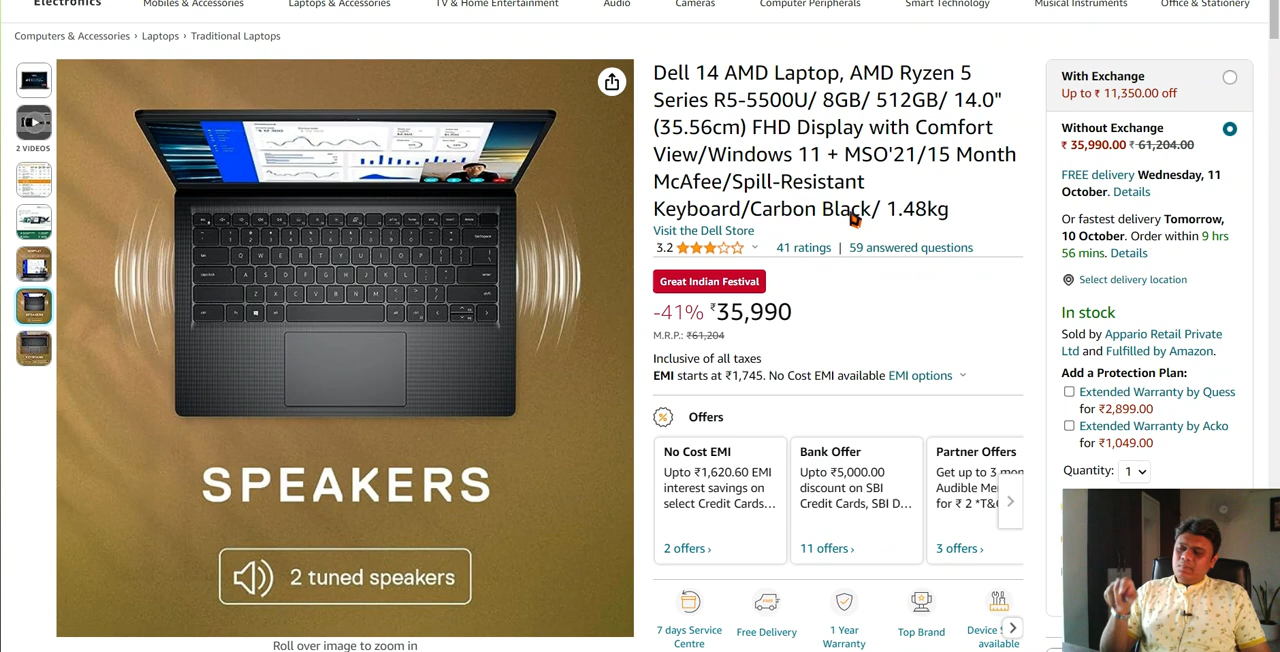 Electronics
Mobiles & Accessories
Laptops & Accessories
TV & Home Entertainment
Audio
Cameras
Computer Peripherals
Smart Technology
Musical Instruments
Office & Stationery
Computers & Accessories › Laptops › Traditional Laptops
2 VIDEOS
SPEAKERS
2 tuned speakers
Roll over image to zoom in
Dell 14 AMD Laptop, AMD Ryzen 5
Series R5-5500U/ 8GB/ 512GB/ 14.0"
(35.56cm) FHD Display with Comfort
View/Windows 11 + MSO'21/15 Month
McAfee/Spill-Resistant
Keyboard/Carbon Black/ 1.48kg
Visit the Dell Store
3.2
41 ratings | 59 answered questions
Great Indian Festival
-41% ₹35,990
M.R.P.: ₹61,204
Inclusive of all taxes
EMI starts at ₹1,745. No Cost EMI available EMI options
Offers
No Cost EMI
Upto ₹1,620.60 EMI
interest savings on
select Credit Cards…
2 offers ›
Bank Offer
Upto ₹5,000.00
discount on SBI
Credit Cards, SBI D…
11 offers ›
Partner Offers
Get up to 3 mon
Audible Me
for ₹ 2 *T&C
3 offers ›
7 days Service
Centre
Free Delivery
1 Year
Warranty
Top Brand
Device
available
With Exchange
Up to ₹ 11,350.00 off
Without Exchange
₹ 35,990.00 ₹ 61,204.00
FREE delivery Wednesday, 11
October. Details
Or fastest delivery Tomorrow,
10 October. Order within 9 hrs
56 mins. Details
Select delivery location
In stock
Sold by Appario Retail Private
Ltd and Fulfilled by Amazon.
Add a Protection Plan:
Extended Warranty by Quess
for ₹2,899.00
Extended Warranty by Acko
for ₹1,049.00
Quantity: 1